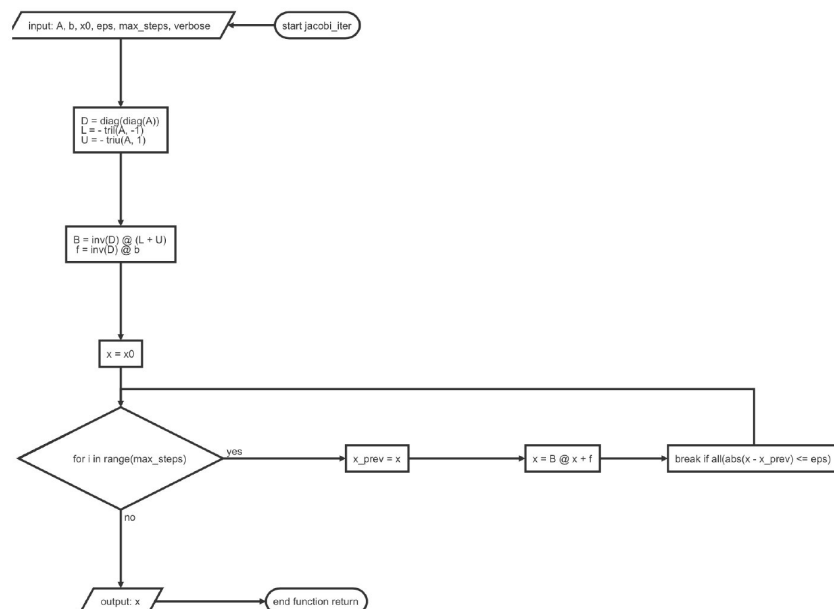 start jacobi_iter
input: A, b, x0, eps, max_steps, verbose
D = diag(diag(A))
L = - tril(A, -1)
U = - triu(A, 1)
B = inv(D) @ (L + U)
f = inv(D) @ b
x = x0
for i in range(max_steps)
yes
x_prev = x
x = B @ x + f
break if all(abs(x - x_prev) <= eps)
no
output: x
end function return